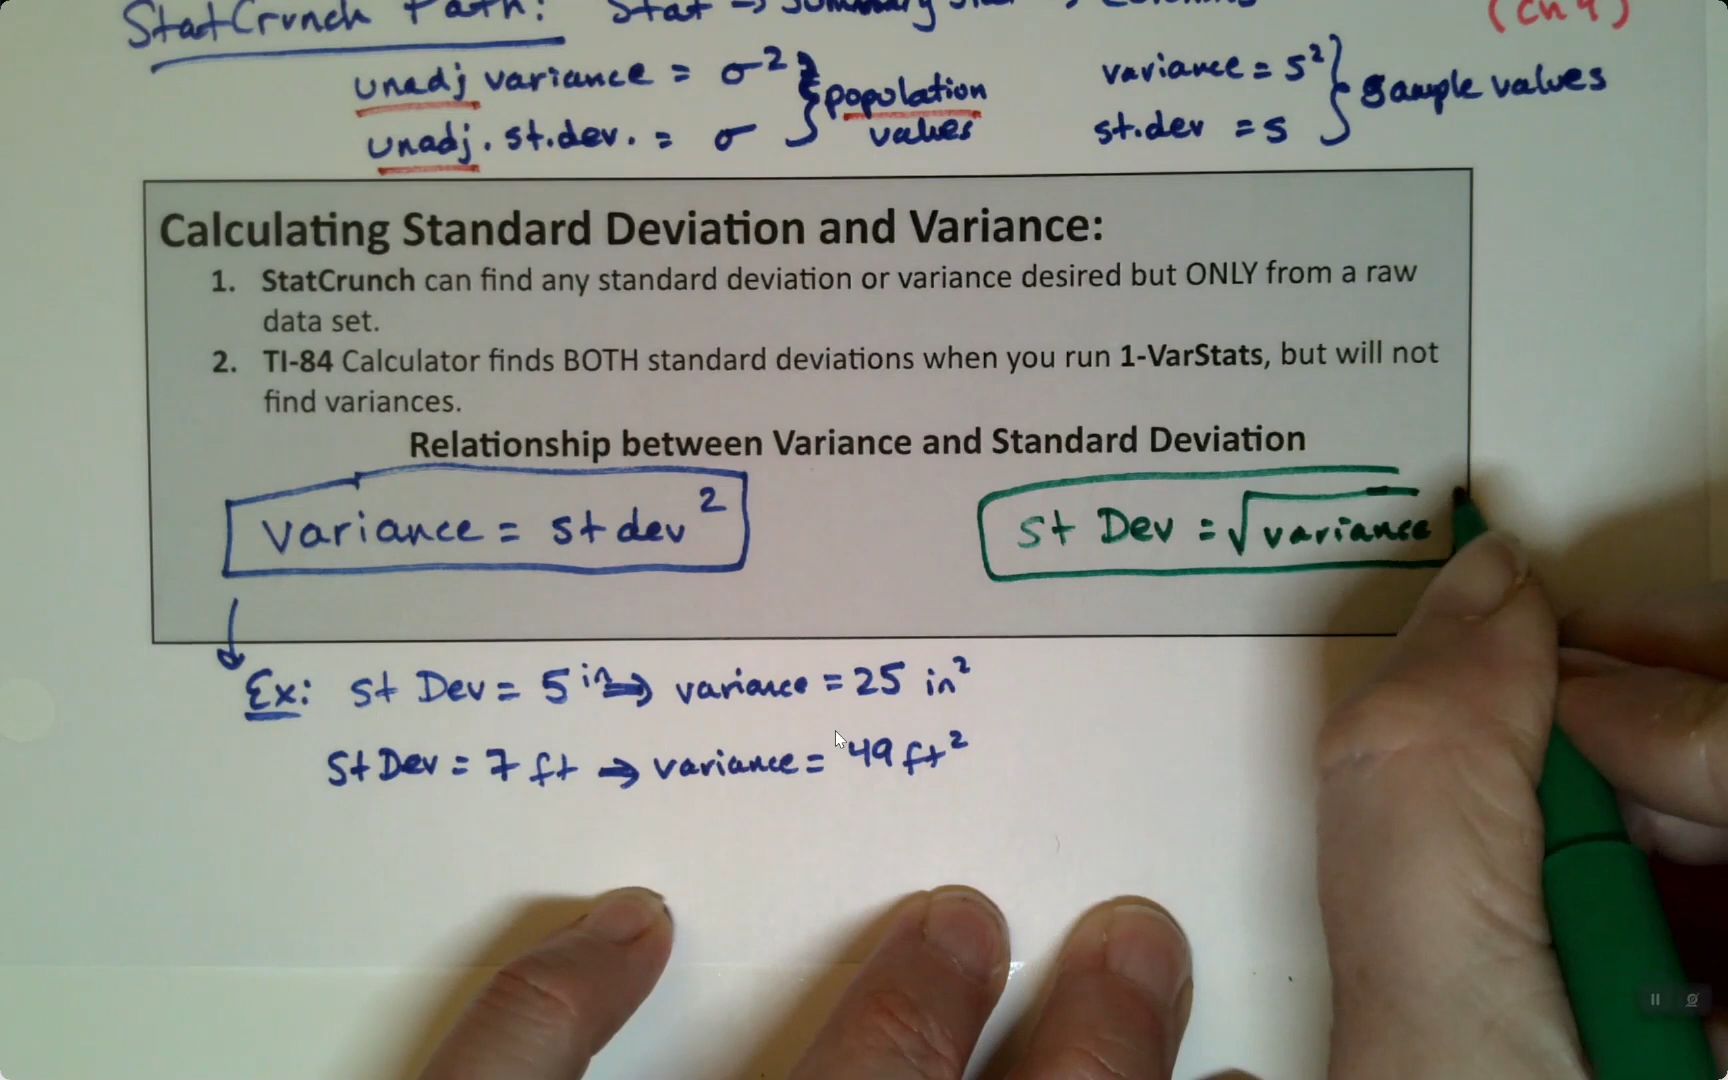 StatCrunch Path: Stat → Summary → (Ch 4)
unadj variance = σ² } population values variance = s² } sample values
unadj. st.dev. = σ st.dev = s
Calculating Standard Deviation and Variance:
1. StatCrunch can find any standard deviation or variance desired but ONLY from a raw
data set.
2. TI-84 Calculator finds BOTH standard deviations when you run 1-VarStats, but will not
find variances.
Relationship between Variance and Standard Deviation
Variance = st dev² st Dev = √variance
Ex: st Dev = 5 in ⇒ variance = 25 in²
St Dev = 7 ft ⇒ variance = 49 ft²